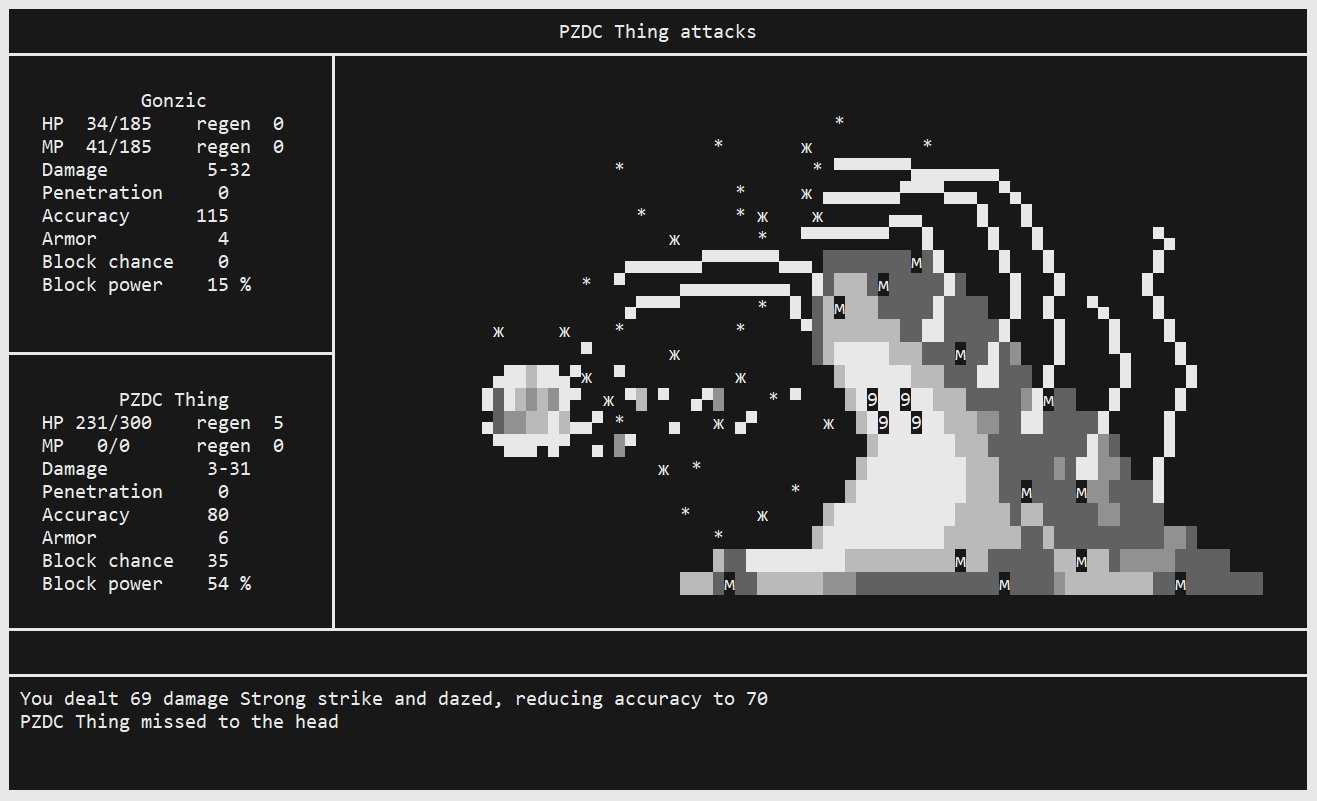 PZDC Thing attacks
Gonzic
HP 34/185 regen 0
MP 41/185 regen 0
Damage 5-32
Penetration 0
Accuracy 115
Armor 4
Block chance 0
Block power 15 %
PZDC Thing
HP 231/300 regen 5
MP 0/0 regen 0
Damage 3-31
Penetration 0
Accuracy 80
Armor 6
Block chance 35
Block power 54 %
You dealt 69 damage Strong strike and dazed, reducing accuracy to 70
PZDC Thing missed to the head